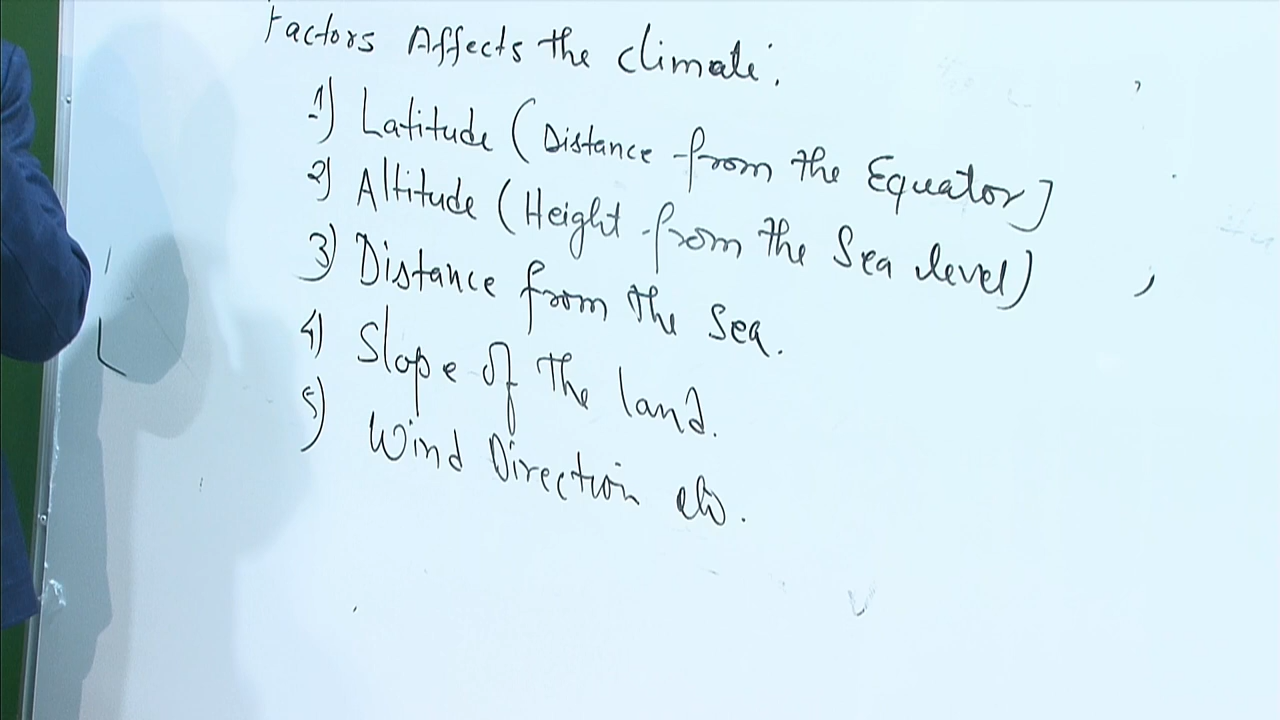 Factors Affects the climate:
1) Latitude (Distance from the Equator]
2) Altitude (Height from the Sea level)
3) Distance from the Sea.
4) Slope of the land.
5) Wind Direction etc.